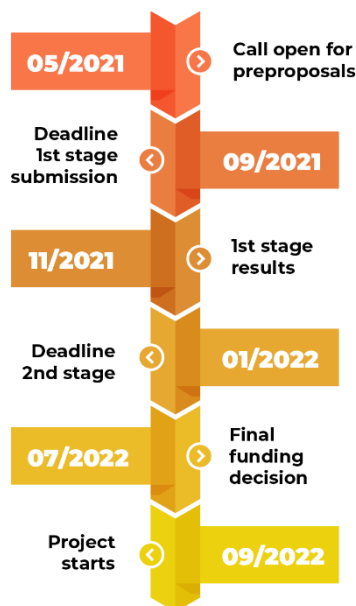 05/2021
Call open for
preproposals
Deadline
1st stage
submission
09/2021
11/2021
1st stage
results
Deadline
2nd stage
01/2022
07/2022
Final
funding
decision
Project
starts
09/2022